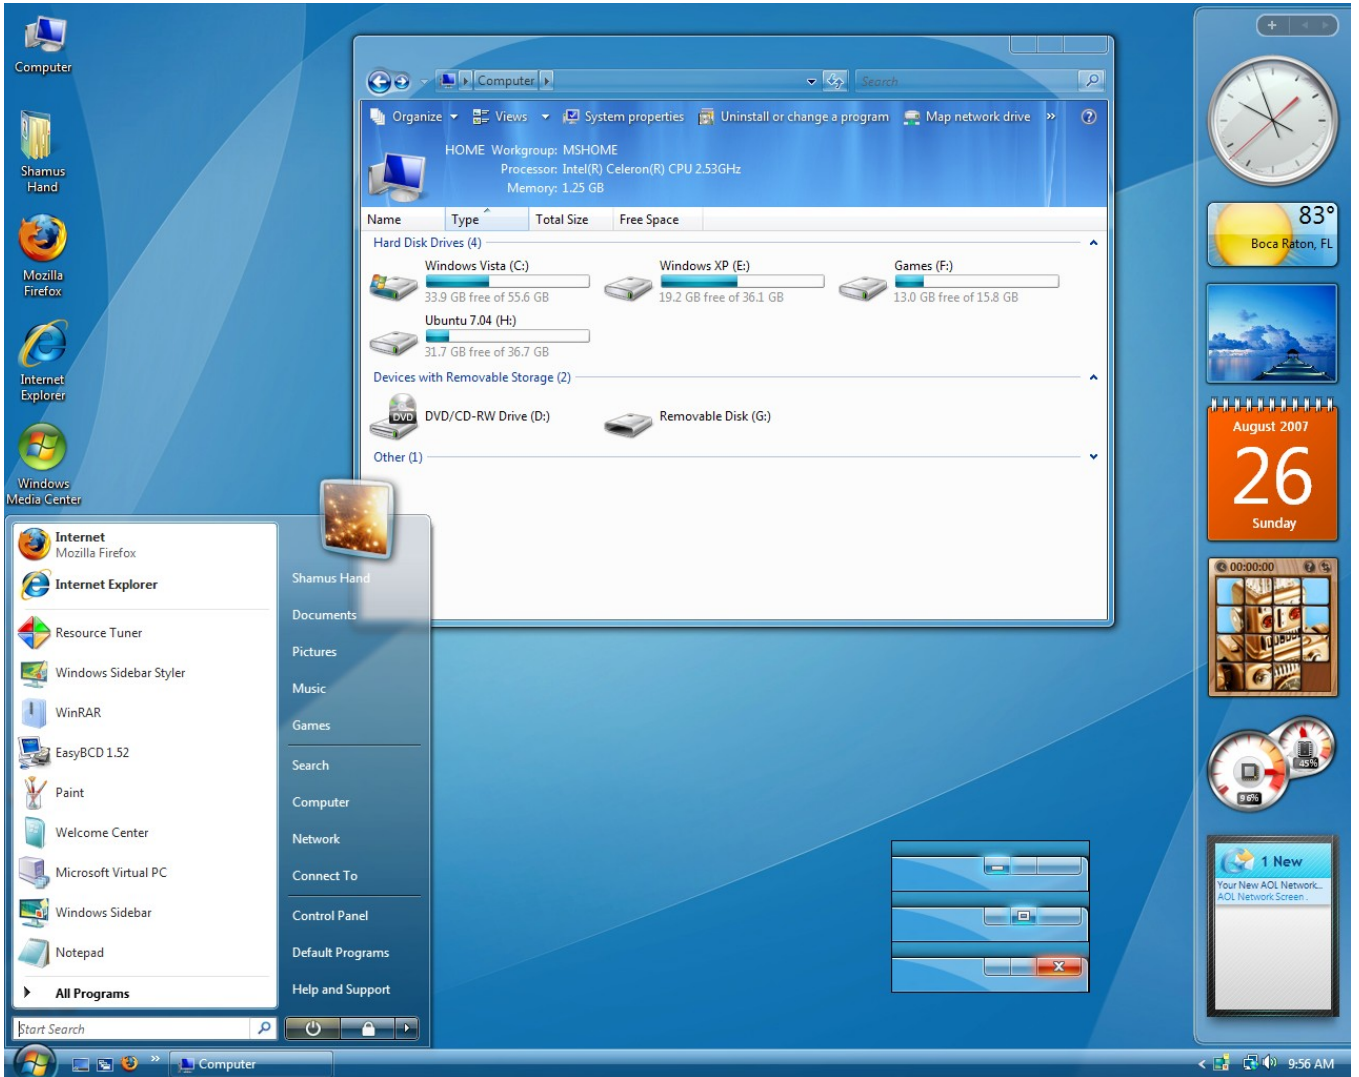 Computer
Shamus
Hand
Mozilla
Firefox
Internet
Explorer
Windows
Media Center
Computer
Search
Organize Views System properties Uninstall or change a program Map network drive »
HOME Workgroup: MSHOME
Processor: Intel(R) Celeron(R) CPU 2.53GHz
Memory: 1.25 GB
Name Type Total Size Free Space
Hard Disk Drives (4)
Windows Vista (C:)
33.9 GB free of 55.6 GB
Windows XP (E:)
19.2 GB free of 36.1 GB
Games (F:)
13.0 GB free of 15.8 GB
Ubuntu 7.04 (H:)
31.7 GB free of 36.7 GB
Devices with Removable Storage (2)
DVD
DVD/CD-RW Drive (D:)
Removable Disk (G:)
Other (1)
Internet
Mozilla Firefox
Internet Explorer
Resource Tuner
Windows Sidebar Styler
WinRAR
EasyBCD 1.52
Paint
Welcome Center
Microsoft Virtual PC
Windows Sidebar
Notepad
All Programs
Start Search
Shamus Hand
Documents
Pictures
Music
Games
Search
Computer
Network
Connect To
Control Panel
Default Programs
Help and Support
83°
Boca Raton, FL
August 2007
26
Sunday
00:00:00
45%
96%
1 New
Your New AOL Network...
AOL Network Screen .
» Computer
9:56 AM